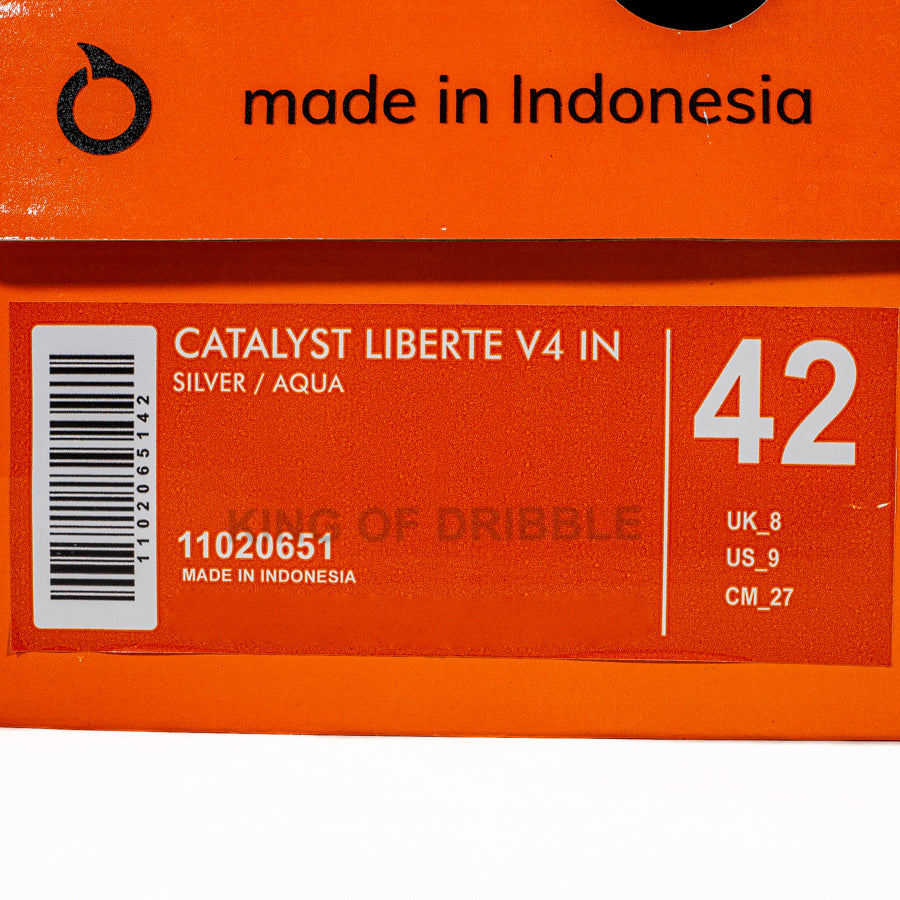 made in Indonesia
CATALYST LIBERTE V4 IN
SILVER / AQUA
1102065142
KING OF DRIBBLE
11020651
MADE IN INDONESIA
42
UK_8
US_9
CM_27